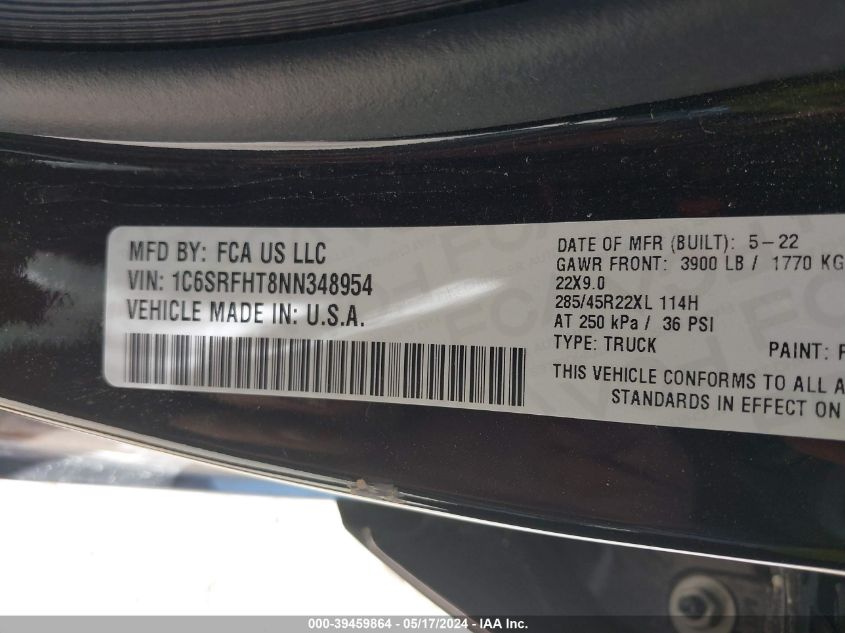 MFD BY: FCA US LLC
VIN: 1C6SRFHT8NN348954
VEHICLE MADE IN: U.S.A.
DATE OF MFR (BUILT): 5-22
GAWR FRONT: 3900 LB / 1770 KG
22X9.0
285/45R22XL 114H
AT 250 kPa / 36 PSI
TYPE: TRUCK PAINT:
THIS VEHICLE CONFORMS TO ALL
STANDARDS IN EFFECT ON
000-39459864 / 05/17/2024 - IAA Inc.